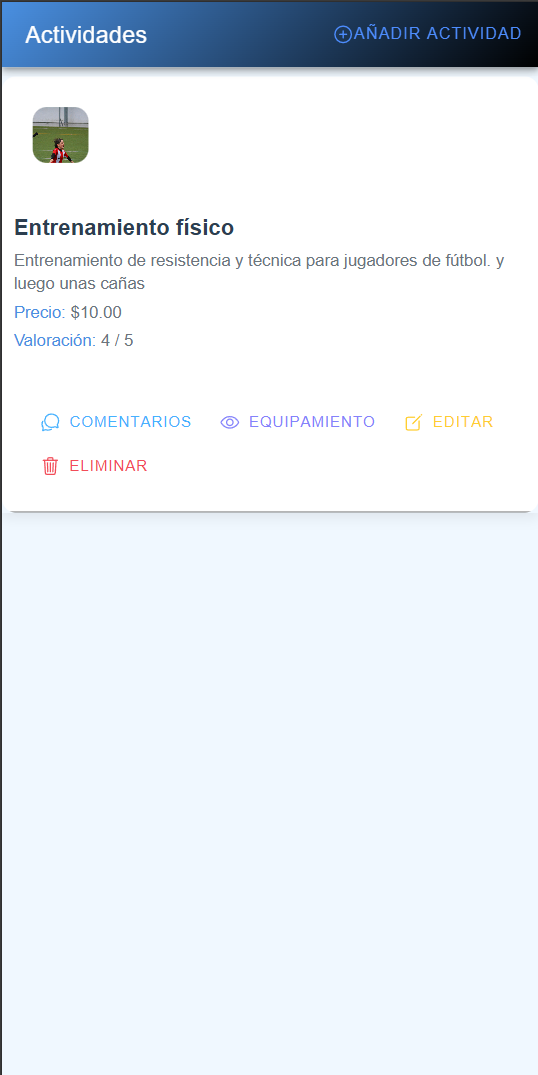 Actividades
AÑADIR ACTIVIDAD
Entrenamiento físico
Entrenamiento de resistencia y técnica para jugadores de fútbol. y
luego unas cañas
Precio: $10.00
Valoración: 4 / 5
COMENTARIOS EQUIPAMIENTO EDITAR
ELIMINAR